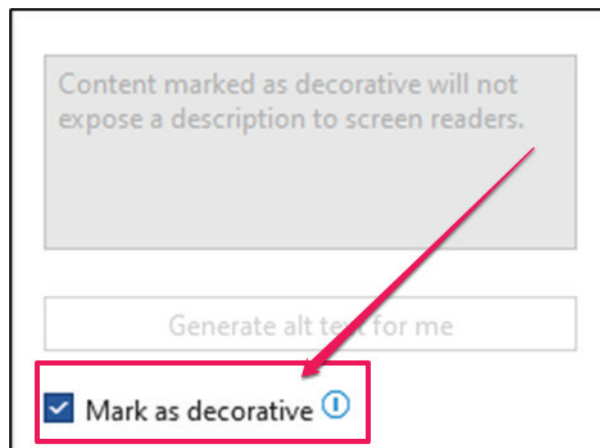 Content marked as decorative will not
expose a description to screen readers.
Generate alt text for me
Mark as decorative